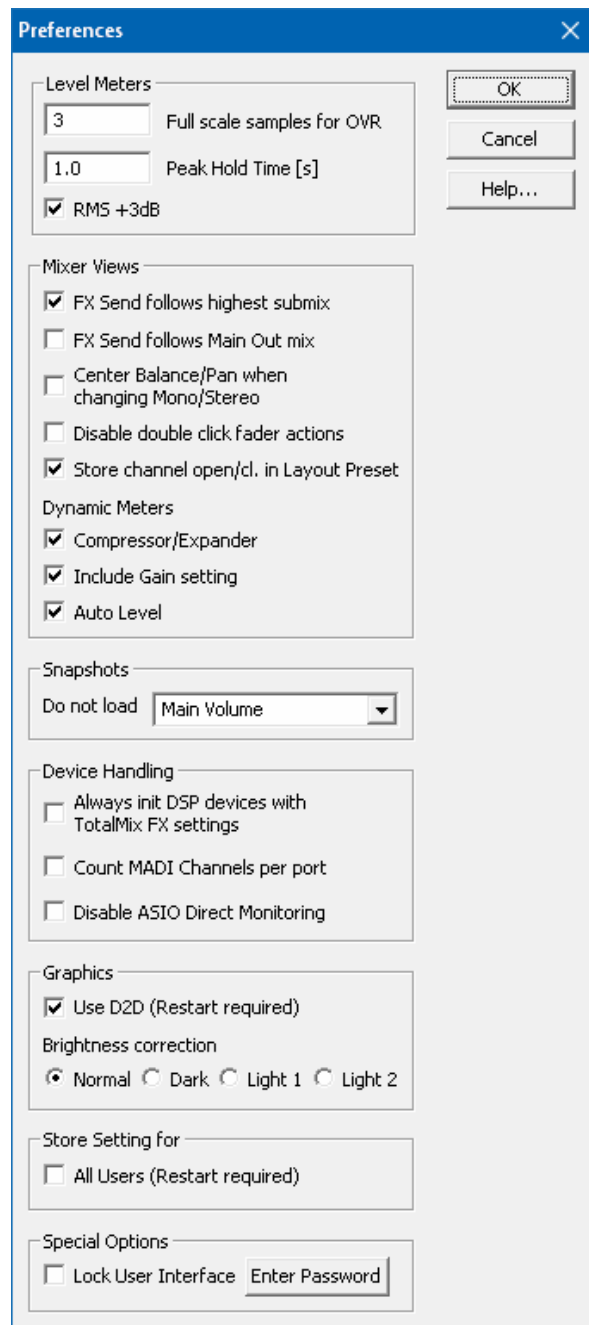 Preferences
Level Meters
OK
3 Full scale samples for OVR
Cancel
1.0 Peak Hold Time [s]
Help...
RMS +3dB
Mixer Views
FX Send follows highest submix
FX Send follows Main Out mix
Center Balance/Pan when
changing Mono/Stereo
Disable double click fader actions
Store channel open/cl. in Layout Preset
Dynamic Meters
Compressor/Expander
Include Gain setting
Auto Level
Snapshots
Do not load Main Volume
Device Handling
Always init DSP devices with
TotalMix FX settings
Count MADI Channels per port
Disable ASIO Direct Monitoring
Graphics
Use D2D (Restart required)
Brightness correction
Normal Dark Light 1 Light 2
Store Setting for
All Users (Restart required)
Special Options
Lock User Interface Enter Password